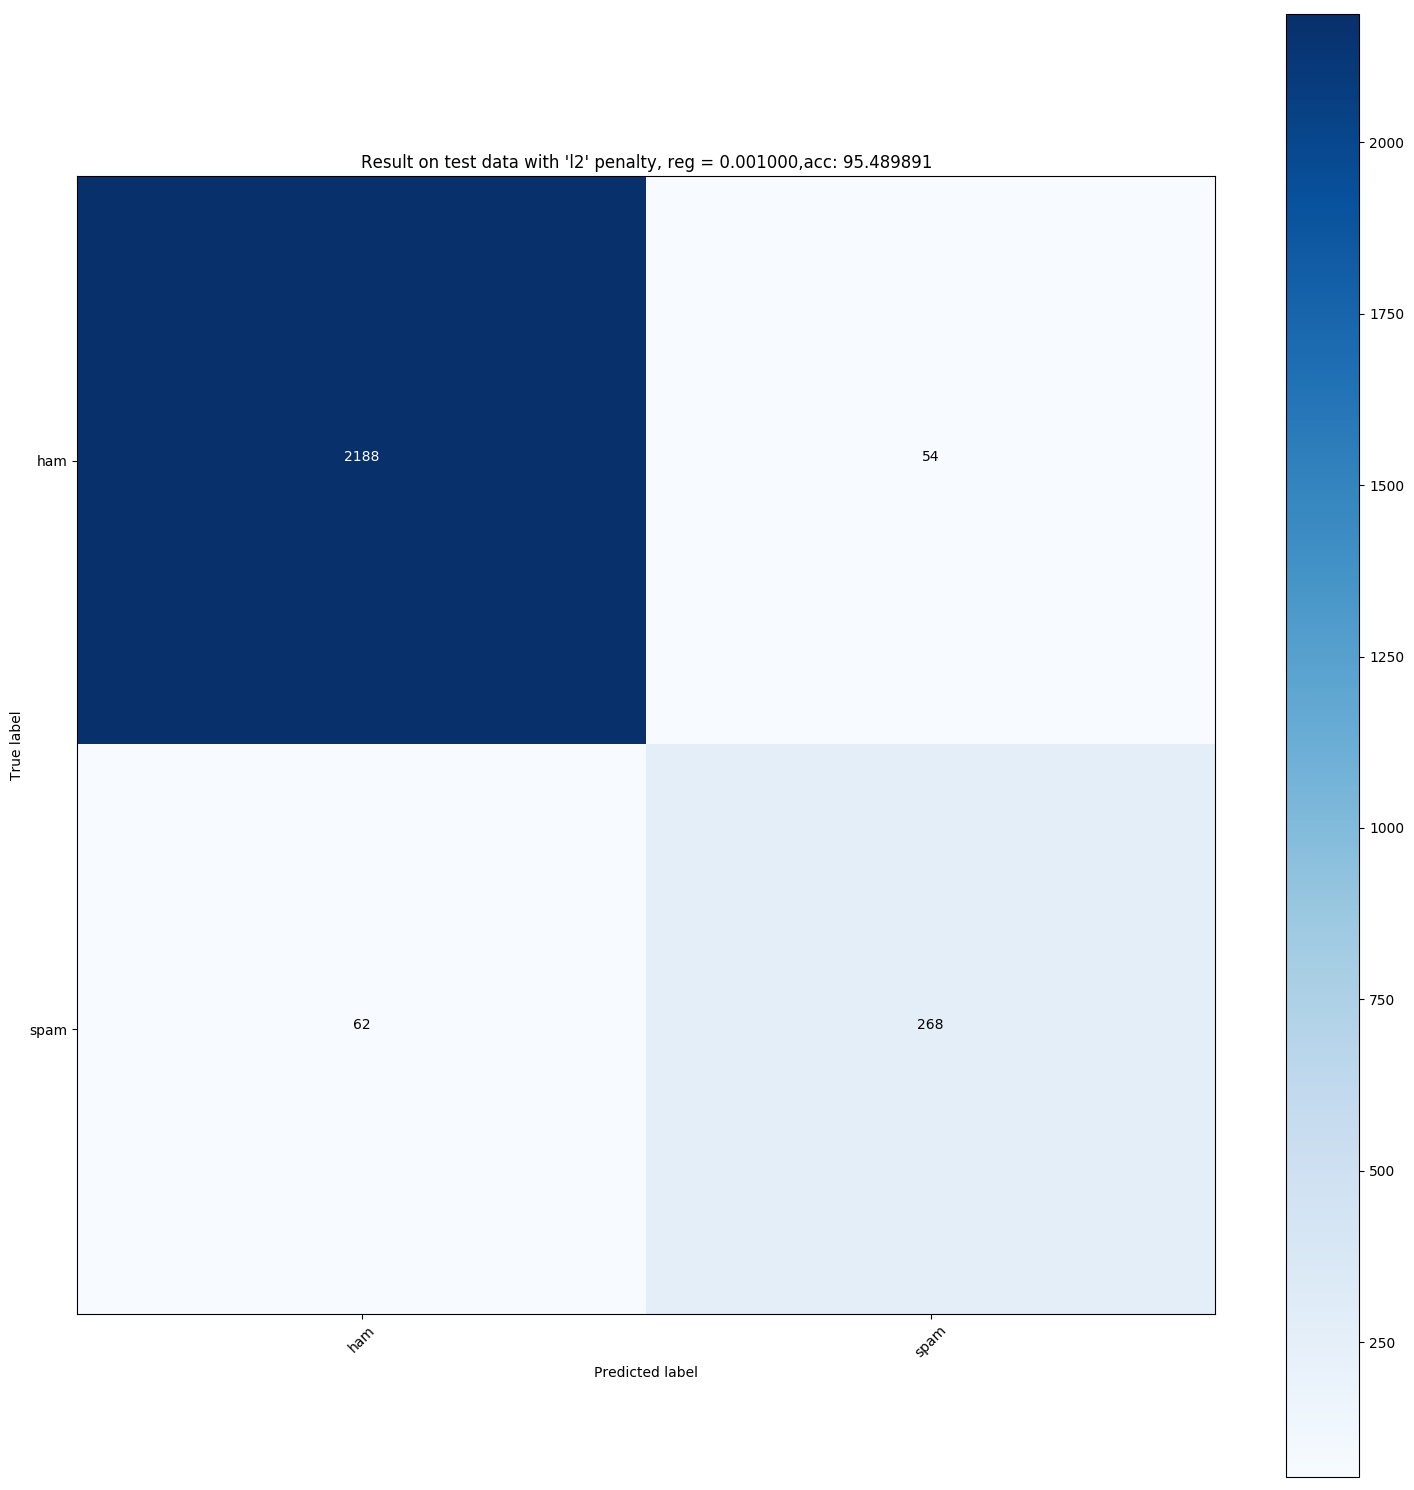 Result on test data with 'l2' penalty, reg = 0.001000,acc: 95.489891
2188
54
62
268
True label
ham
spam
ham
spam
Predicted label
2000
1750
1500
1250
1000
750
500
250